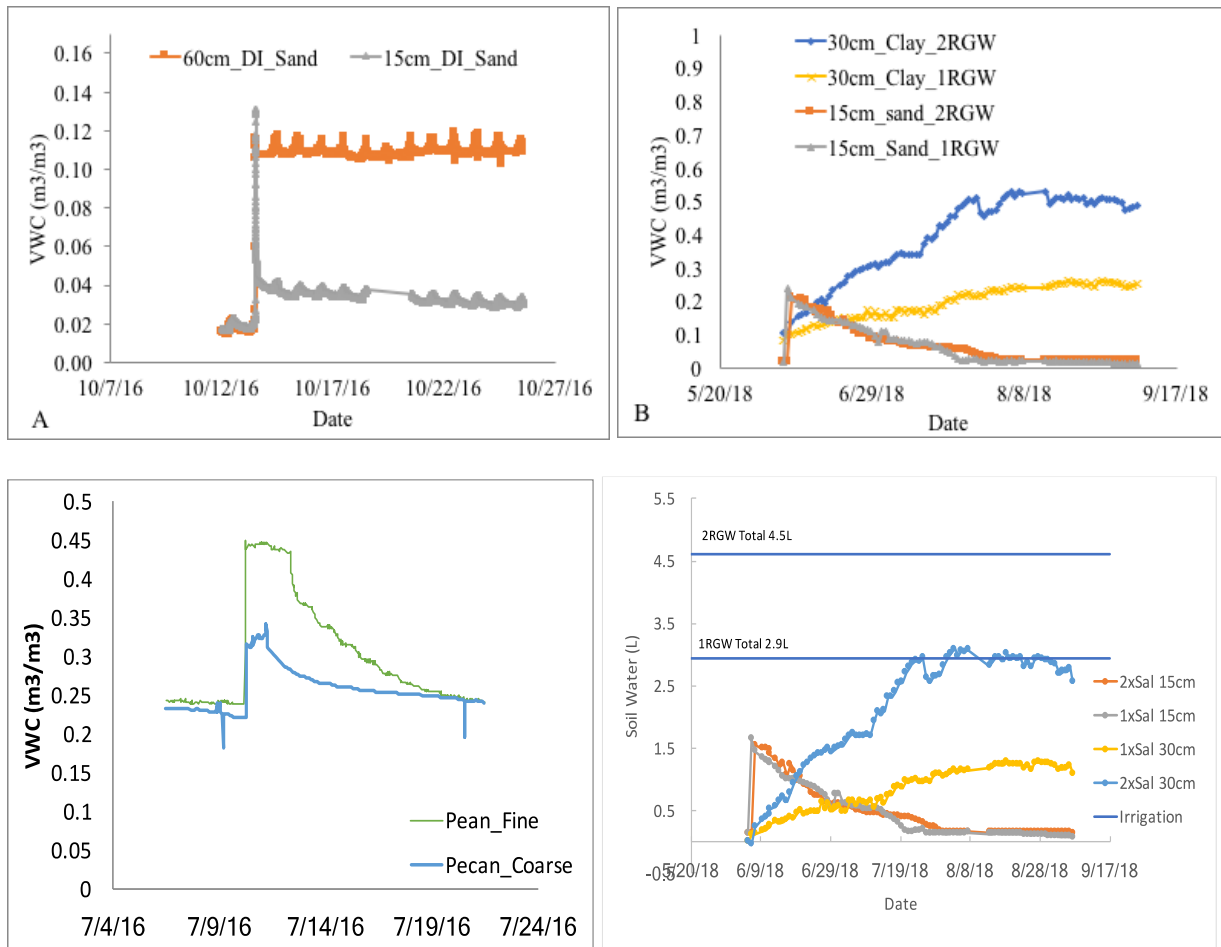 60cm_DI_Sand
15cm_DI_Sand
0.16
0.14
0.12
0.10
0.08
0.06
0.04
0.02
0.00
VWC (m3/m3)
10/7/16
10/12/16
10/17/16
10/22/16
10/27/16
Date
A
30cm_Clay_2RGW
30cm_Clay_1RGW
15cm_sand_2RGW
15cm_Sand_1RGW
1
0.9
0.8
0.7
0.6
0.5
0.4
0.3
0.2
0.1
0
VWC (m3/m3)
5/20/18
6/29/18
8/8/18
9/17/18
Date
B
0.5
0.45
0.4
0.35
0.3
0.25
0.2
0.15
0.1
0.05
0
VWC (m3/m3)
Pean_Fine
Pecan_Coarse
7/4/16
7/9/16
7/14/16
7/19/16
7/24/16
5.5
4.5
3.5
2.5
1.5
0.5
-0.5
Soil Water (L)
2RGW Total 4.5L
1RGW Total 2.9L
2xSal 15cm
1xSal 15cm
1xSal 30cm
2xSal 30cm
Irrigation
5/20/18
6/9/18
6/29/18
7/19/18
8/8/18
8/28/18
9/17/18
Date